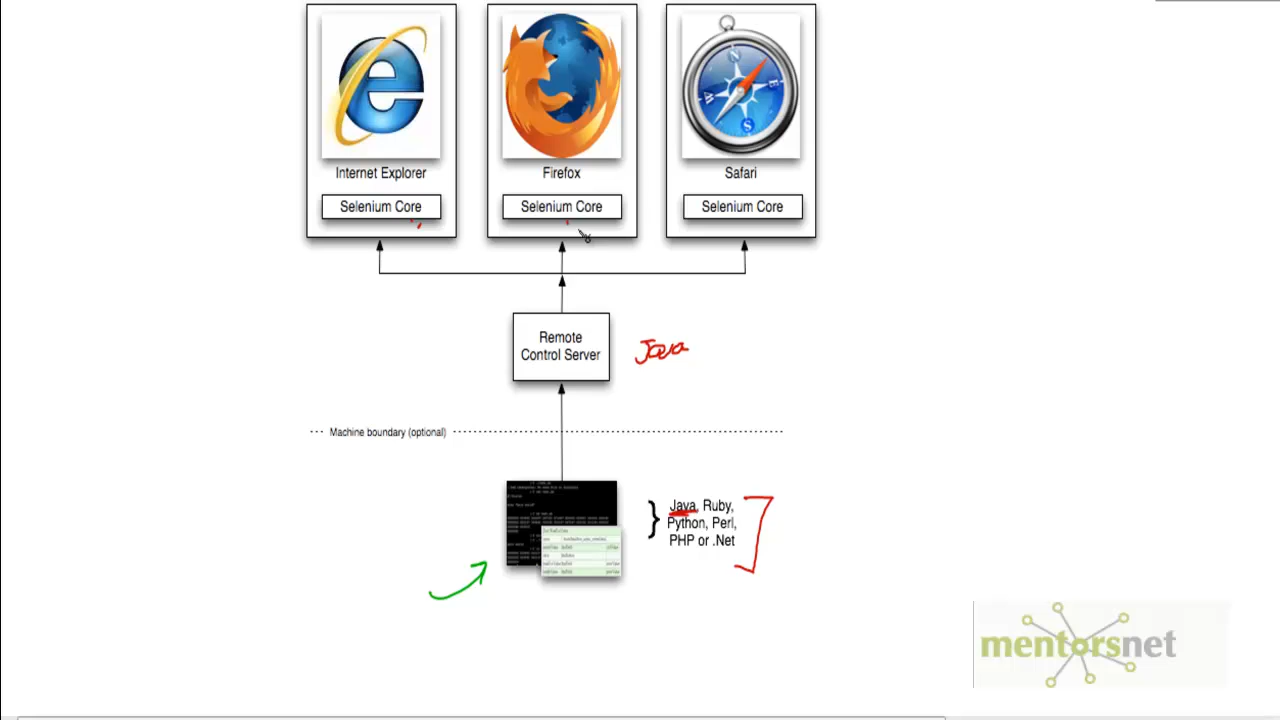 Internet Explorer
Firefox
Safari
Selenium Core
Selenium Core
Selenium Core
Remote
Control Server
Java
Machine boundary (optional)
Java, Ruby,
Python, Perl,
PHP or .Net
mentorsnet